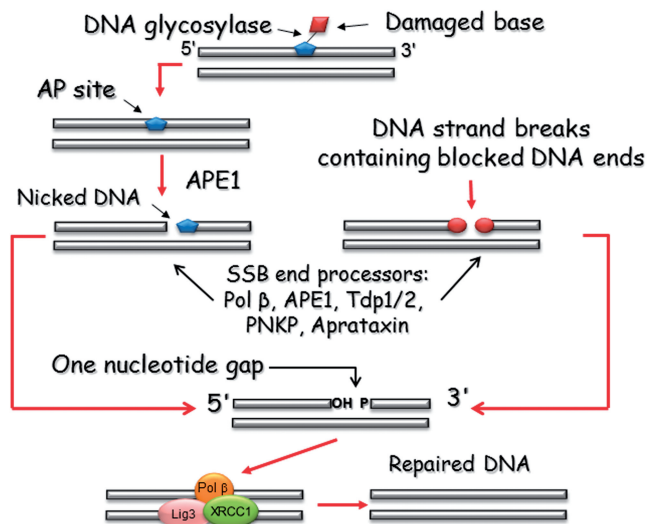 DNA glycosylase
Damaged base
5'
3'
AP site
DNA strand breaks
containing blocked DNA ends
APE1
Nicked DNA
SSB end processors:
Pol β, APE1, Tdp1/2,
PNKP, Aprataxin
One nucleotide gap
5'
OH P
3'
Repaired DNA
Pol β
Lig3
XRCC1